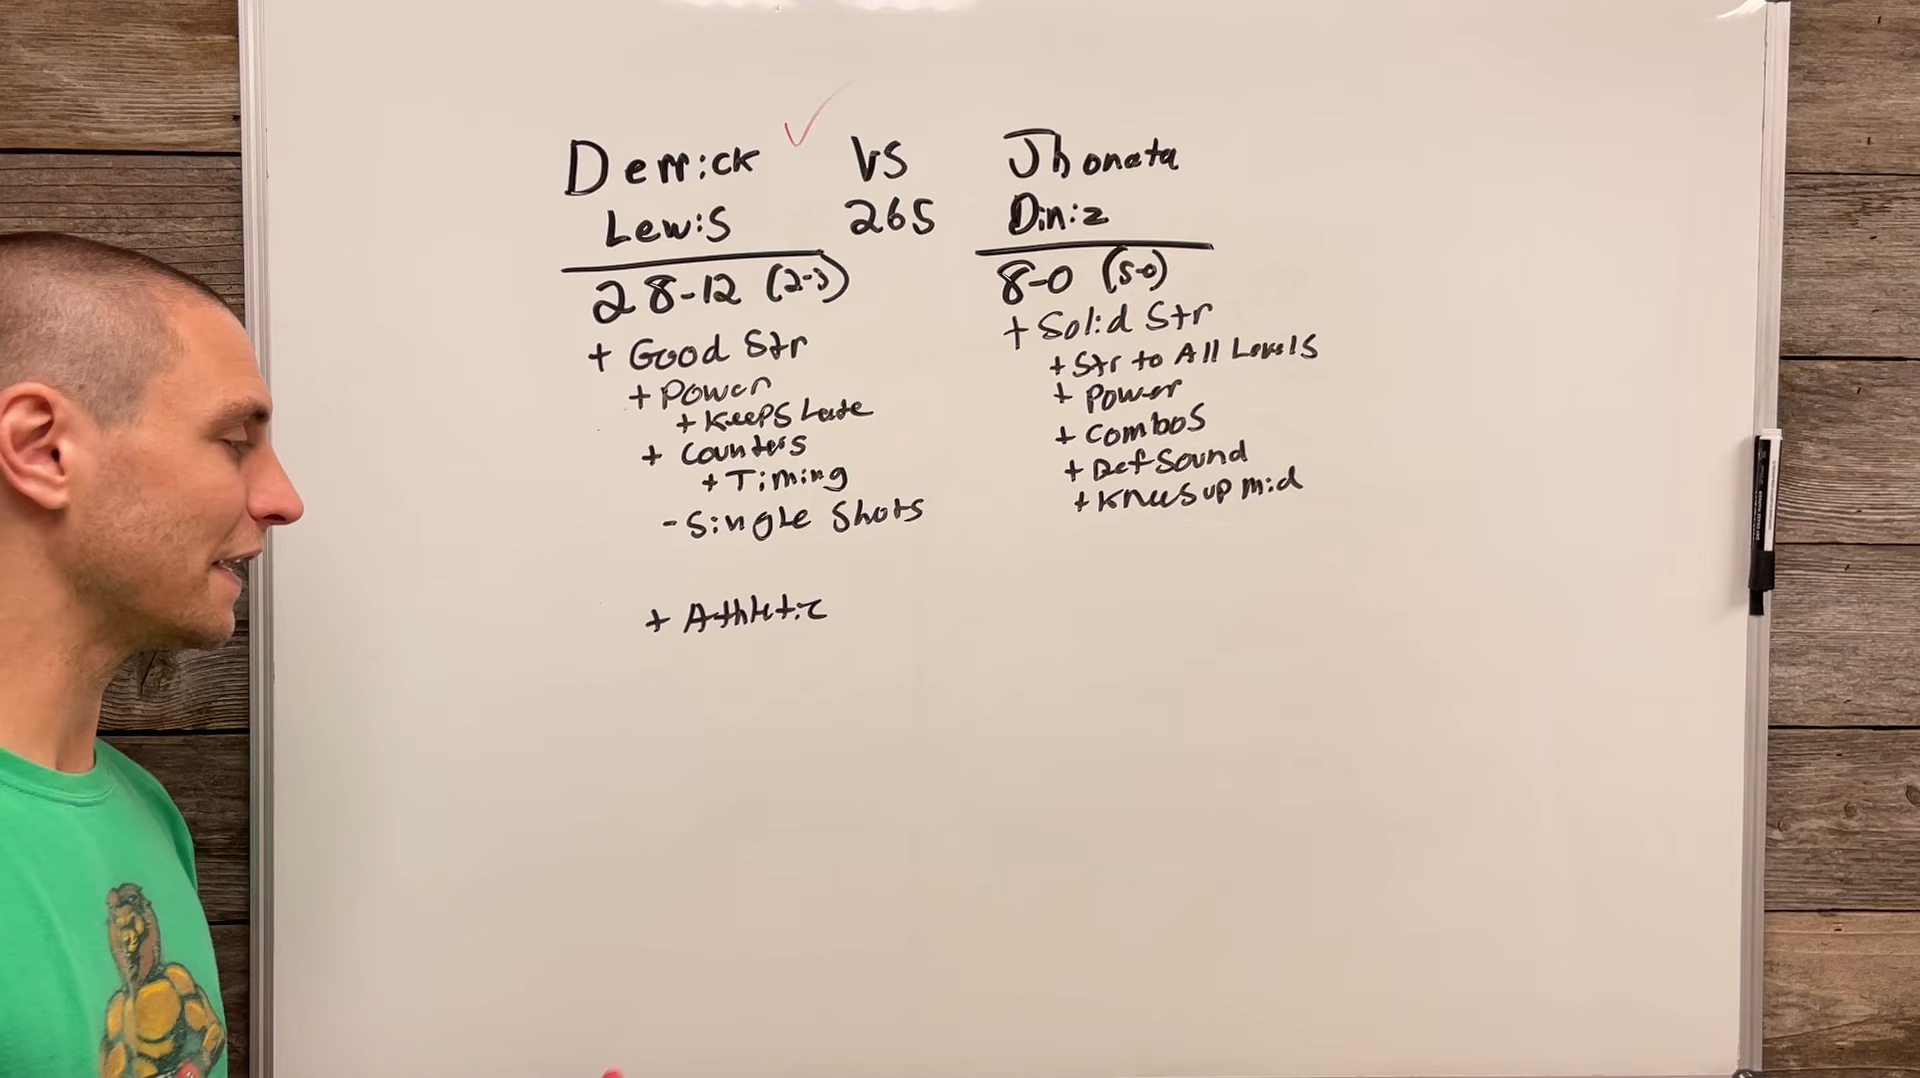 Derrick VS Jhonata
Lewis 265 Diniz
28-12 (2-3)
+ Good Str
+ Power
+ Keeps Late
+ Counters
+ Timing
- Single Shots
+ Athletic
8-0 (5-0)
+ Solid Str
+ Str to All Levels
+ Power
+ Combos
+ Def Sound
+ Knees up mid